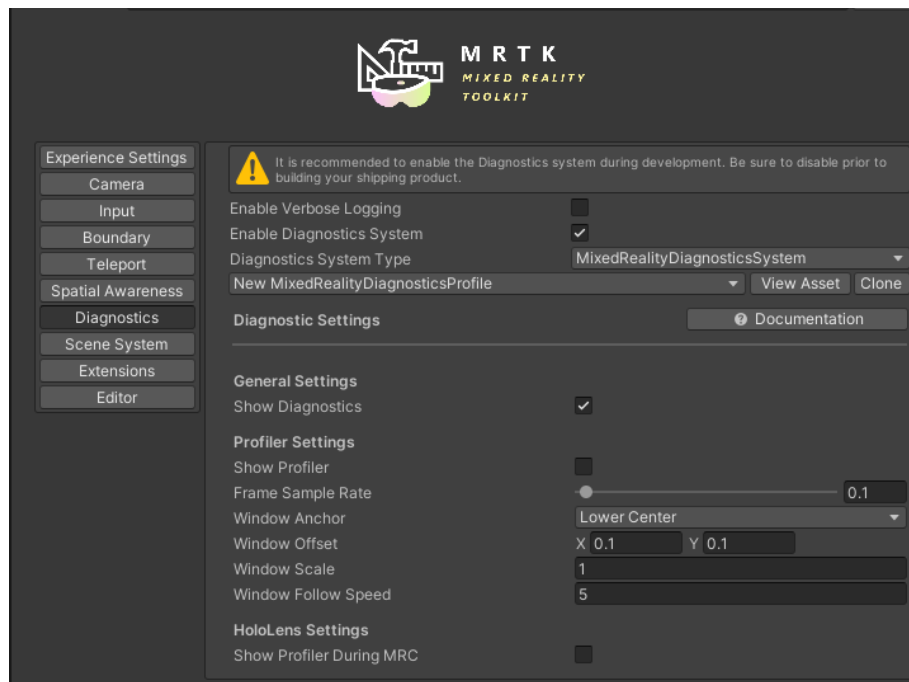 MRTK
MIXED REALITY
TOOLKIT
Experience Settings
Camera
Input
Boundary
Teleport
Spatial Awareness
Diagnostics
Scene System
Extensions
Editor
It is recommended to enable the Diagnostics system during development. Be sure to disable prior to
building your shipping product.
Enable Verbose Logging
Enable Diagnostics System
Diagnostics System Type MixedRealityDiagnosticsSystem
New MixedRealityDiagnosticsProfile View Asset Clone
Diagnostic Settings Documentation
General Settings
Show Diagnostics
Profiler Settings
Show Profiler
Frame Sample Rate 0.1
Window Anchor Lower Center
Window Offset X 0.1 Y 0.1
Window Scale 1
Window Follow Speed 5
HoloLens Settings
Show Profiler During MRC